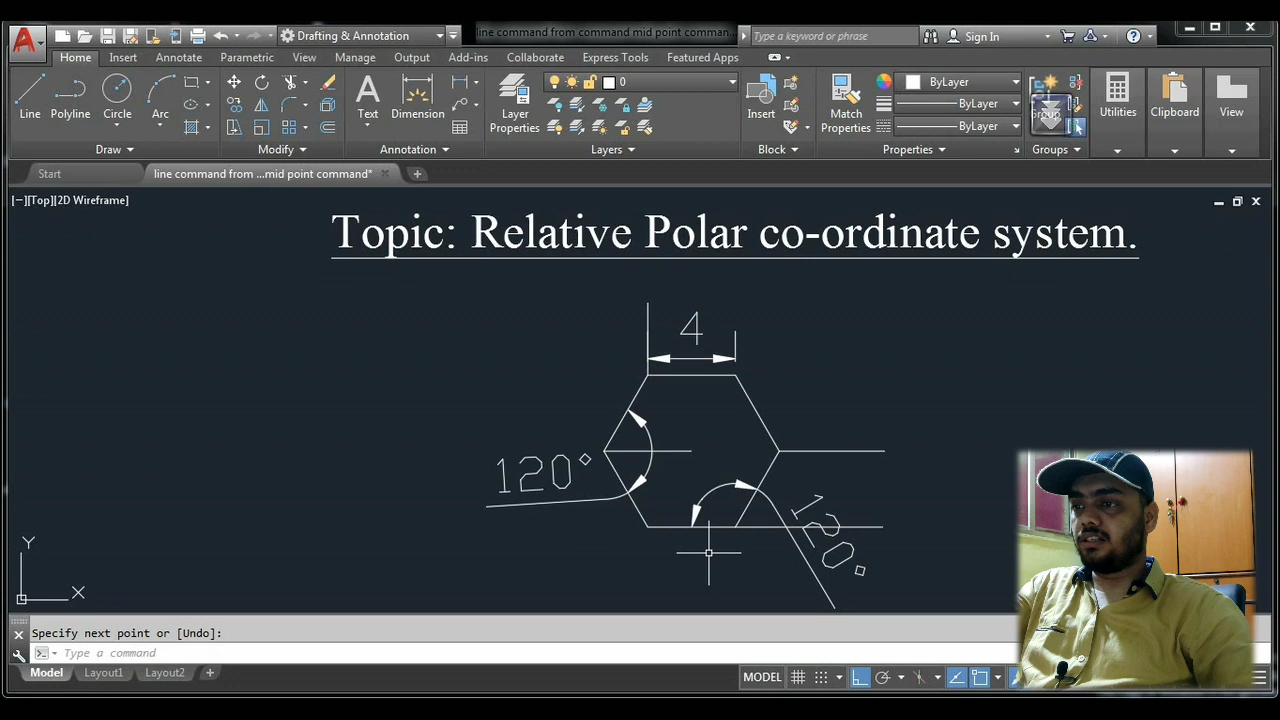 Drafting & Annotation
line command from command mid point comman...
Type a keyword or phrase
Sign In
Home Insert Annotate Parametric View Manage Output Add-ins Collaborate Express Tools Featured Apps
Line Polyline Circle Arc
Text Dimension
Layer Properties
0
Insert
Match Properties
ByLayer
ByLayer
ByLayer
Group
Utilities Clipboard View
Draw Modify Annotation Layers Block Properties Groups
Start line command from ...mid point command*
[−][Top][2D Wireframe]
Topic: Relative Polar co-ordinate system.
4
120°
120°
Y
X
Specify next point or [Undo]:
Type a command
Model Layout1 Layout2 +
MODEL